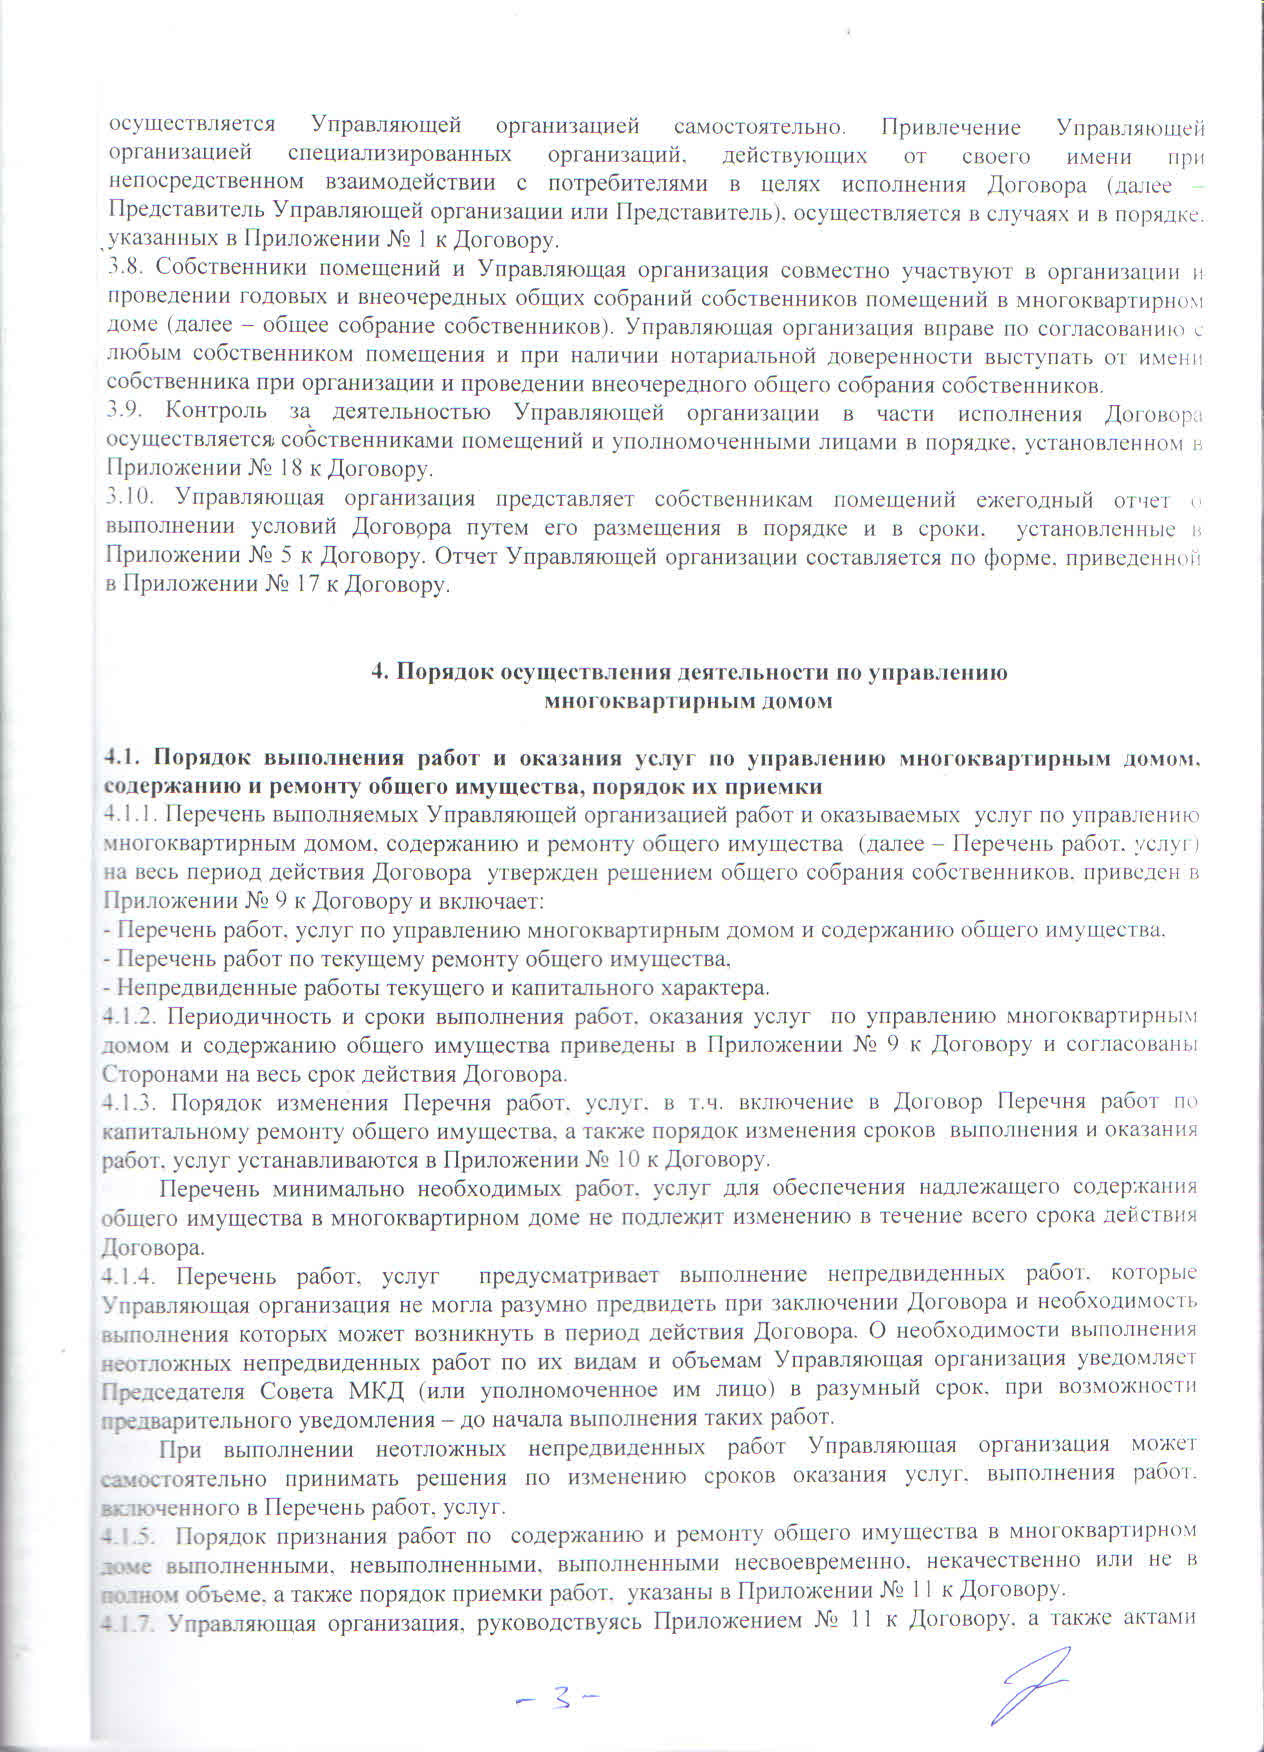 осуществляется Управляющей организацией самостоятельно. Привлечение Управляющей
организацией специализированных организаций, действующих от своего имени при
непосредственном взаимодействии с потребителями в целях исполнения Договора (далее –
Представитель Управляющей организации или Представитель), осуществляется в случаях и в порядке,
указанных в Приложении № 1 к Договору.
3.8. Собственники помещений и Управляющая организация совместно участвуют в организации и
проведении годовых и внеочередных общих собраний собственников помещений в многоквартирном
доме (далее – общее собрание собственников). Управляющая организация вправе по согласованию с
любым собственником помещения и при наличии нотариальной доверенности выступать от имени
собственника при организации и проведении внеочередного общего собрания собственников.
3.9. Контроль за деятельностью Управляющей организации в части исполнения Договора
осуществляется собственниками помещений и уполномоченными лицами в порядке, установленном в
Приложении № 18 к Договору.
3.10. Управляющая организация представляет собственникам помещений ежегодный отчет о
выполнении условий Договора путем его размещения в порядке и в сроки, установленные в
Приложении № 5 к Договору. Отчет Управляющей организации составляется по форме, приведенной
в Приложении № 17 к Договору.
4. Порядок осуществления деятельности по управлению
многоквартирным домом
4.1. Порядок выполнения работ и оказания услуг по управлению многоквартирным домом,
содержанию и ремонту общего имущества, порядок их приемки
4.1.1. Перечень выполняемых Управляющей организацией работ и оказываемых услуг по управлению
многоквартирным домом, содержанию и ремонту общего имущества (далее – Перечень работ, услуг)
на весь период действия Договора утвержден решением общего собрания собственников, приведен в
Приложении № 9 к Договору и включает:
- Перечень работ, услуг по управлению многоквартирным домом и содержанию общего имущества,
- Перечень работ по текущему ремонту общего имущества,
- Непредвиденные работы текущего и капитального характера.
4.1.2. Периодичность и сроки выполнения работ, оказания услуг по управлению многоквартирным
домом и содержанию общего имущества приведены в Приложении № 9 к Договору и согласованы
Сторонами на весь срок действия Договора.
4.1.3. Порядок изменения Перечня работ, услуг, в т.ч. включение в Договор Перечня работ по
капитальному ремонту общего имущества, а также порядок изменения сроков выполнения и оказания
работ, услуг устанавливаются в Приложении № 10 к Договору.
Перечень минимально необходимых работ, услуг для обеспечения надлежащего содержания
общего имущества в многоквартирном доме не подлежит изменению в течение всего срока действия
Договора.
4.1.4. Перечень работ, услуг предусматривает выполнение непредвиденных работ, которые
Управляющая организация не могла разумно предвидеть при заключении Договора и необходимость
выполнения которых может возникнуть в период действия Договора. О необходимости выполнения
неотложных непредвиденных работ по их видам и объемам Управляющая организация уведомляет
Председателя Совета МКД (или уполномоченное им лицо) в разумный срок, при возможности
предварительного уведомления – до начала выполнения таких работ.
При выполнении неотложных непредвиденных работ Управляющая организация может
самостоятельно принимать решения по изменению сроков оказания услуг, выполнения работ,
включенного в Перечень работ, услуг.
4.1.5. Порядок признания работ по содержанию и ремонту общего имущества в многоквартирном
доме выполненными, невыполненными, выполненными несвоевременно, некачественно или не в
полном объеме, а также порядок приемки работ, указаны в Приложении № 11 к Договору.
4.1.7. Управляющая организация, руководствуясь Приложением № 11 к Договору, а также актами
- 3 -